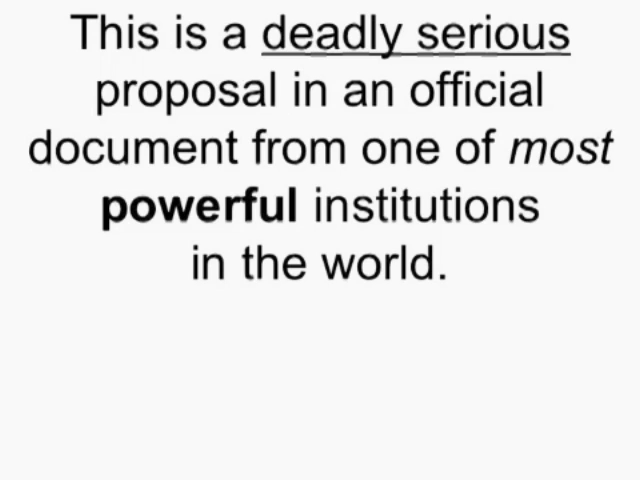 This is a deadly serious
proposal in an official
document from one of most
powerful institutions
in the world.